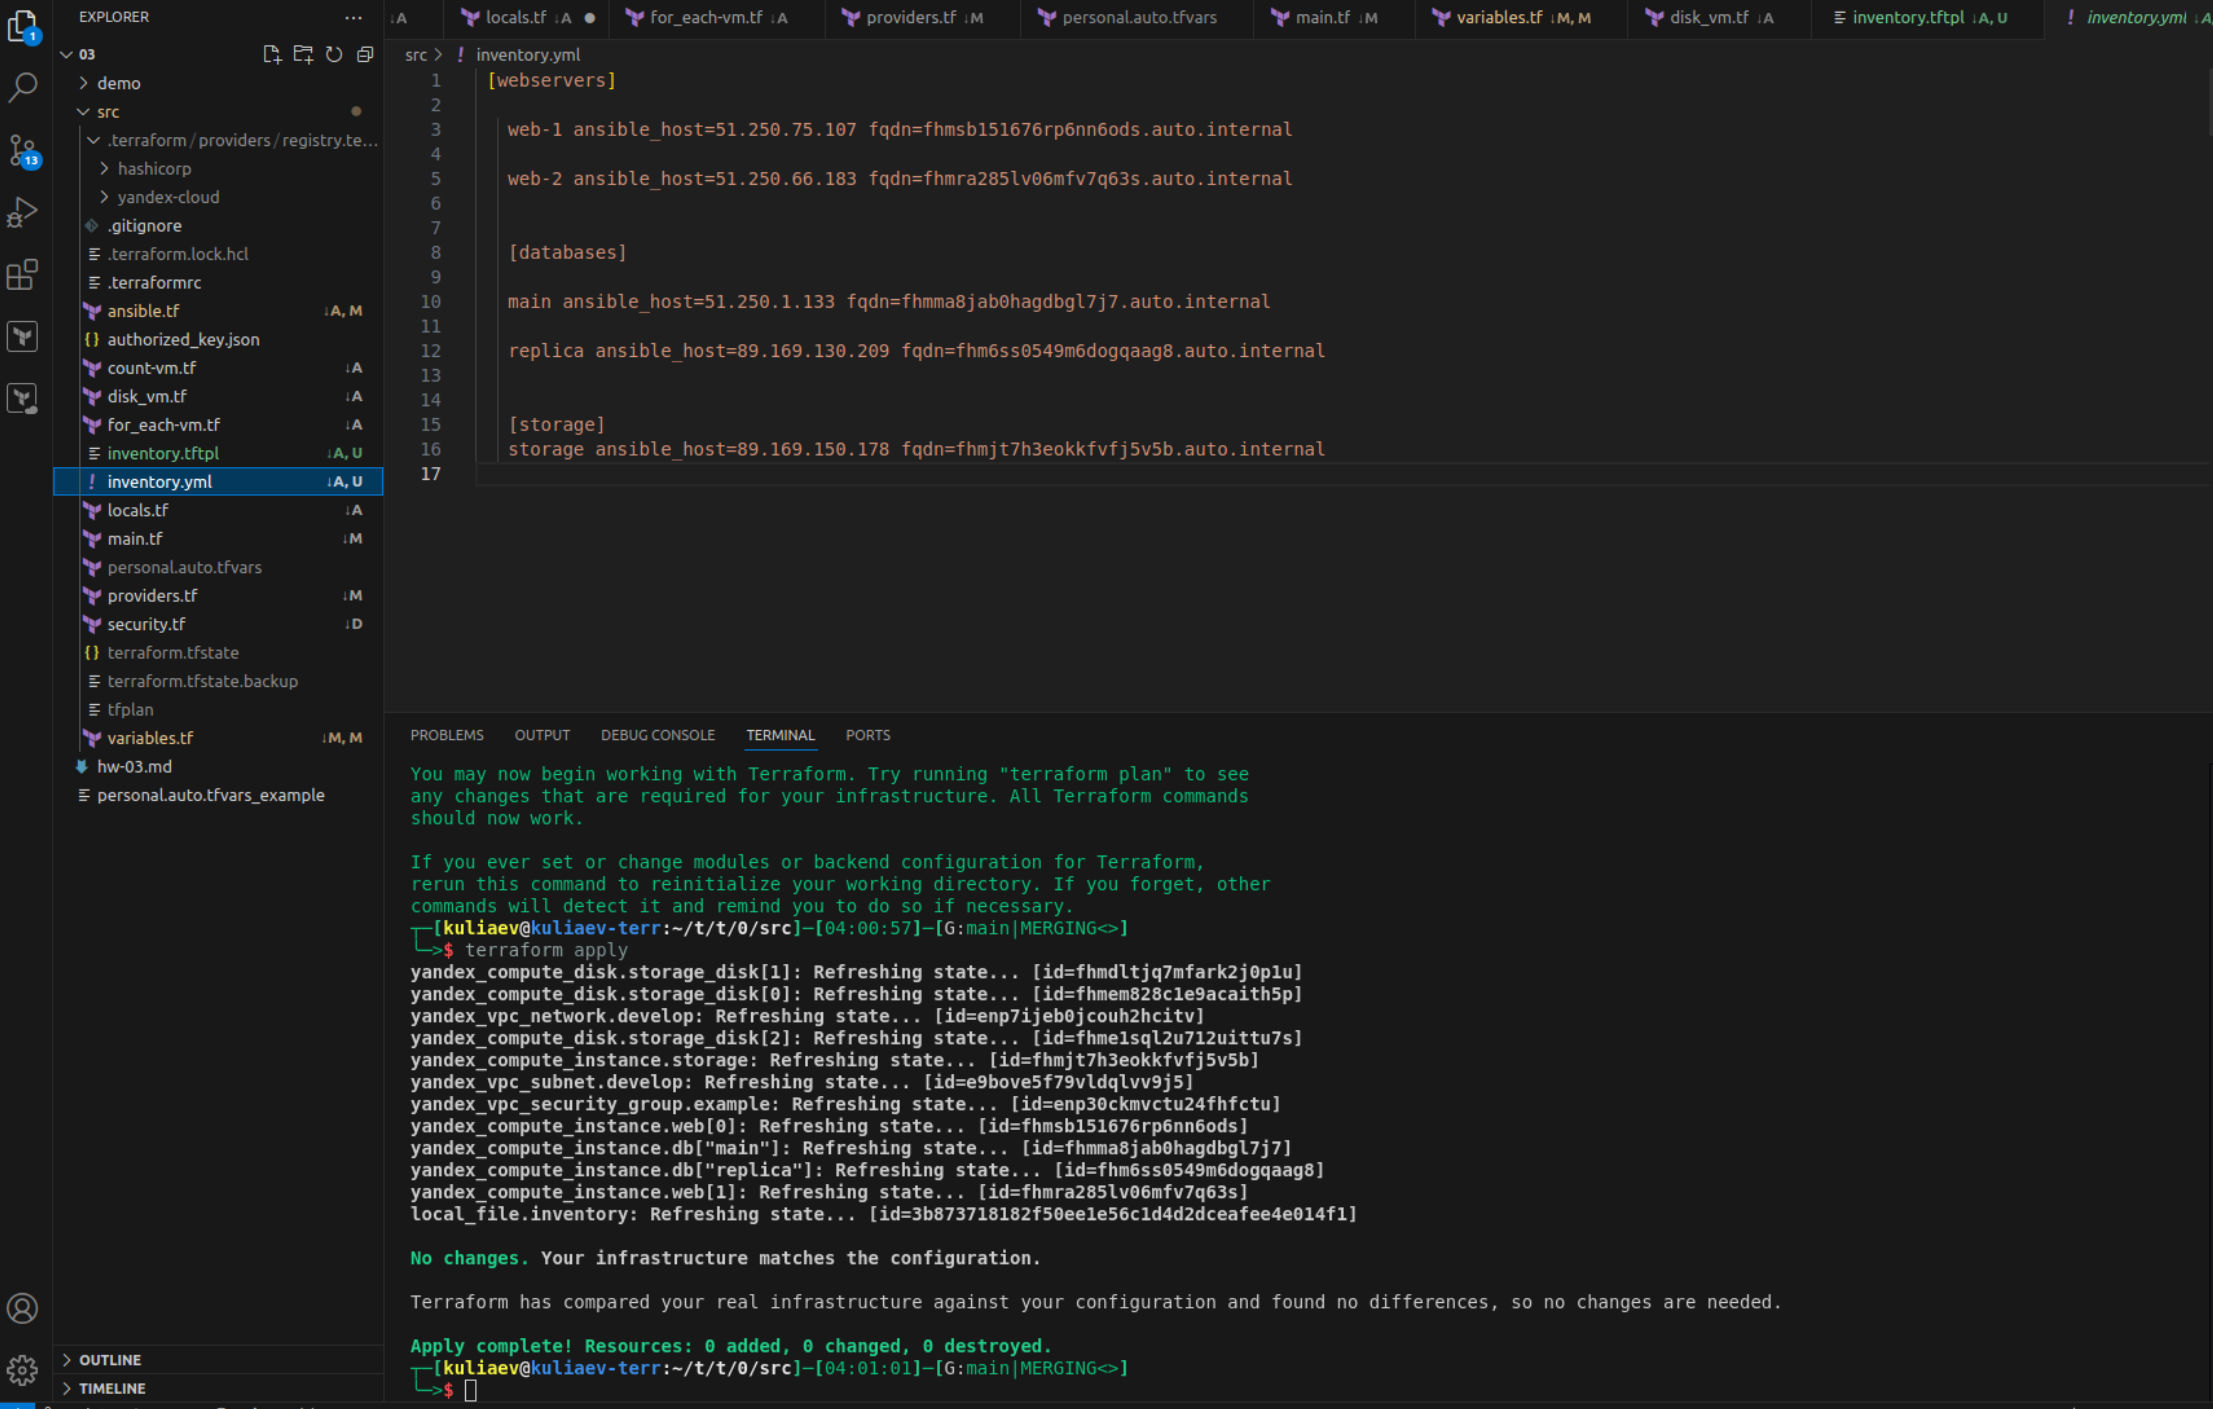 EXPLORER
03
demo
src
.terraform/providers/registry.te...
hashicorp
yandex-cloud
.gitignore
.terraform.lock.hcl
.terraformrc
ansible.tf ↓A, M
authorized_key.json
count-vm.tf ↓A
disk_vm.tf ↓A
for_each-vm.tf ↓A
inventory.tftpl ↓A, U
inventory.yml ↓A, U
locals.tf ↓A
main.tf ↓M
personal.auto.tfvars
providers.tf ↓M
security.tf ↓D
terraform.tfstate
terraform.tfstate.backup
tfplan
variables.tf ↓M, M
hw-03.md
personal.auto.tfvars_example
OUTLINE
TIMELINE
1
13
↓A locals.tf ↓A ● for_each-vm.tf ↓A providers.tf ↓M personal.auto.tfvars main.tf ↓M variables.tf ↓M, M disk_vm.tf ↓A inventory.tftpl ↓A, U ! inventory.yml ↓A,
src > ! inventory.yml
1 [webservers]
2
3 web-1 ansible_host=51.250.75.107 fqdn=fhmsb151676rp6nn6ods.auto.internal
4
5 web-2 ansible_host=51.250.66.183 fqdn=fhmra285lv06mfv7q63s.auto.internal
6
7
8 [databases]
9
10 main ansible_host=51.250.1.133 fqdn=fhmma8jab0hagdbgl7j7.auto.internal
11
12 replica ansible_host=89.169.130.209 fqdn=fhm6ss0549m6dogqaag8.auto.internal
13
14
15 [storage]
16 storage ansible_host=89.169.150.178 fqdn=fhmjt7h3eokkfvfj5v5b.auto.internal
17
PROBLEMS OUTPUT DEBUG CONSOLE TERMINAL PORTS
You may now begin working with Terraform. Try running "terraform plan" to see
any changes that are required for your infrastructure. All Terraform commands
should now work.
If you ever set or change modules or backend configuration for Terraform,
rerun this command to reinitialize your working directory. If you forget, other
commands will detect it and remind you to do so if necessary.
┬─[kuliaev@kuliaev-terr:~/t/t/0/src]─[04:00:57]─[G:main|MERGING<>]
╰─>$ terraform apply
yandex_compute_disk.storage_disk[1]: Refreshing state... [id=fhmdltjq7mfark2j0p1u]
yandex_compute_disk.storage_disk[0]: Refreshing state... [id=fhmem828c1e9acaith5p]
yandex_vpc_network.develop: Refreshing state... [id=enp7ijeb0jcouh2hcitv]
yandex_compute_disk.storage_disk[2]: Refreshing state... [id=fhme1sql2u712uittu7s]
yandex_compute_instance.storage: Refreshing state... [id=fhmjt7h3eokkfvfj5v5b]
yandex_vpc_subnet.develop: Refreshing state... [id=e9bove5f79vldqlvv9j5]
yandex_vpc_security_group.example: Refreshing state... [id=enp30ckmvctu24fhfctu]
yandex_compute_instance.web[0]: Refreshing state... [id=fhmsb151676rp6nn6ods]
yandex_compute_instance.db["main"]: Refreshing state... [id=fhmma8jab0hagdbgl7j7]
yandex_compute_instance.db["replica"]: Refreshing state... [id=fhm6ss0549m6dogqaag8]
yandex_compute_instance.web[1]: Refreshing state... [id=fhmra285lv06mfv7q63s]
local_file.inventory: Refreshing state... [id=3b873718182f50ee1e56c1d4d2dceafee4e014f1]
No changes. Your infrastructure matches the configuration.
Terraform has compared your real infrastructure against your configuration and found no differences, so no changes are needed.
Apply complete! Resources: 0 added, 0 changed, 0 destroyed.
┬─[kuliaev@kuliaev-terr:~/t/t/0/src]─[04:01:01]─[G:main|MERGING<>]
╰─>$